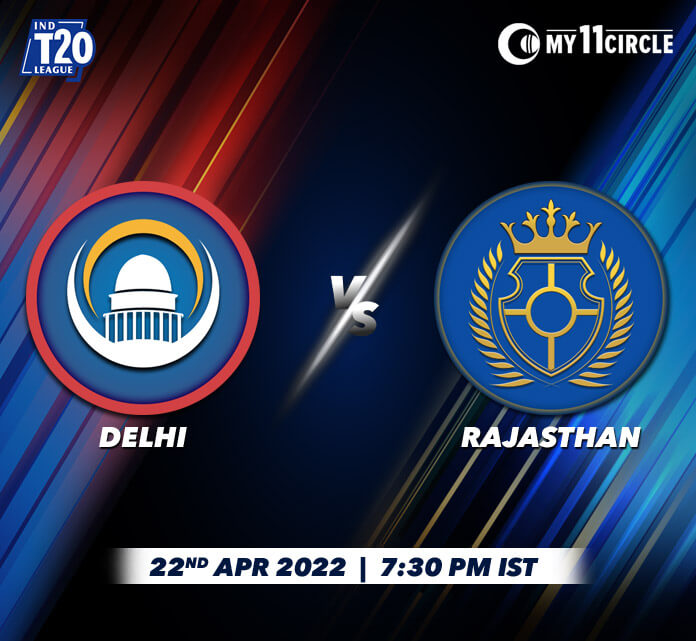 IND
T20
LEAGUE
MY11CIRCLE
VS
DELHI
RAJASTHAN
22ND APR 2022 | 7:30 PM IST